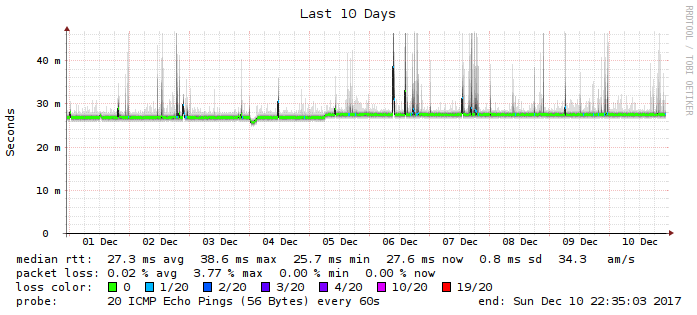 Last 10 Days
RRDTOOL / TOBI OETIKER
Seconds
40 m
30 m
20 m
10 m
0
01 Dec 02 Dec 03 Dec 04 Dec 05 Dec 06 Dec 07 Dec 08 Dec 09 Dec 10 Dec
median rtt: 27.3 ms avg 38.6 ms max 25.7 ms min 27.6 ms now 0.8 ms sd 34.3 am/s
packet loss: 0.02 % avg 3.77 % max 0.00 % min 0.00 % now
loss color: 0 1/20 2/20 3/20 4/20 10/20 19/20
probe: 20 ICMP Echo Pings (56 Bytes) every 60s end: Sun Dec 10 22:35:03 2017